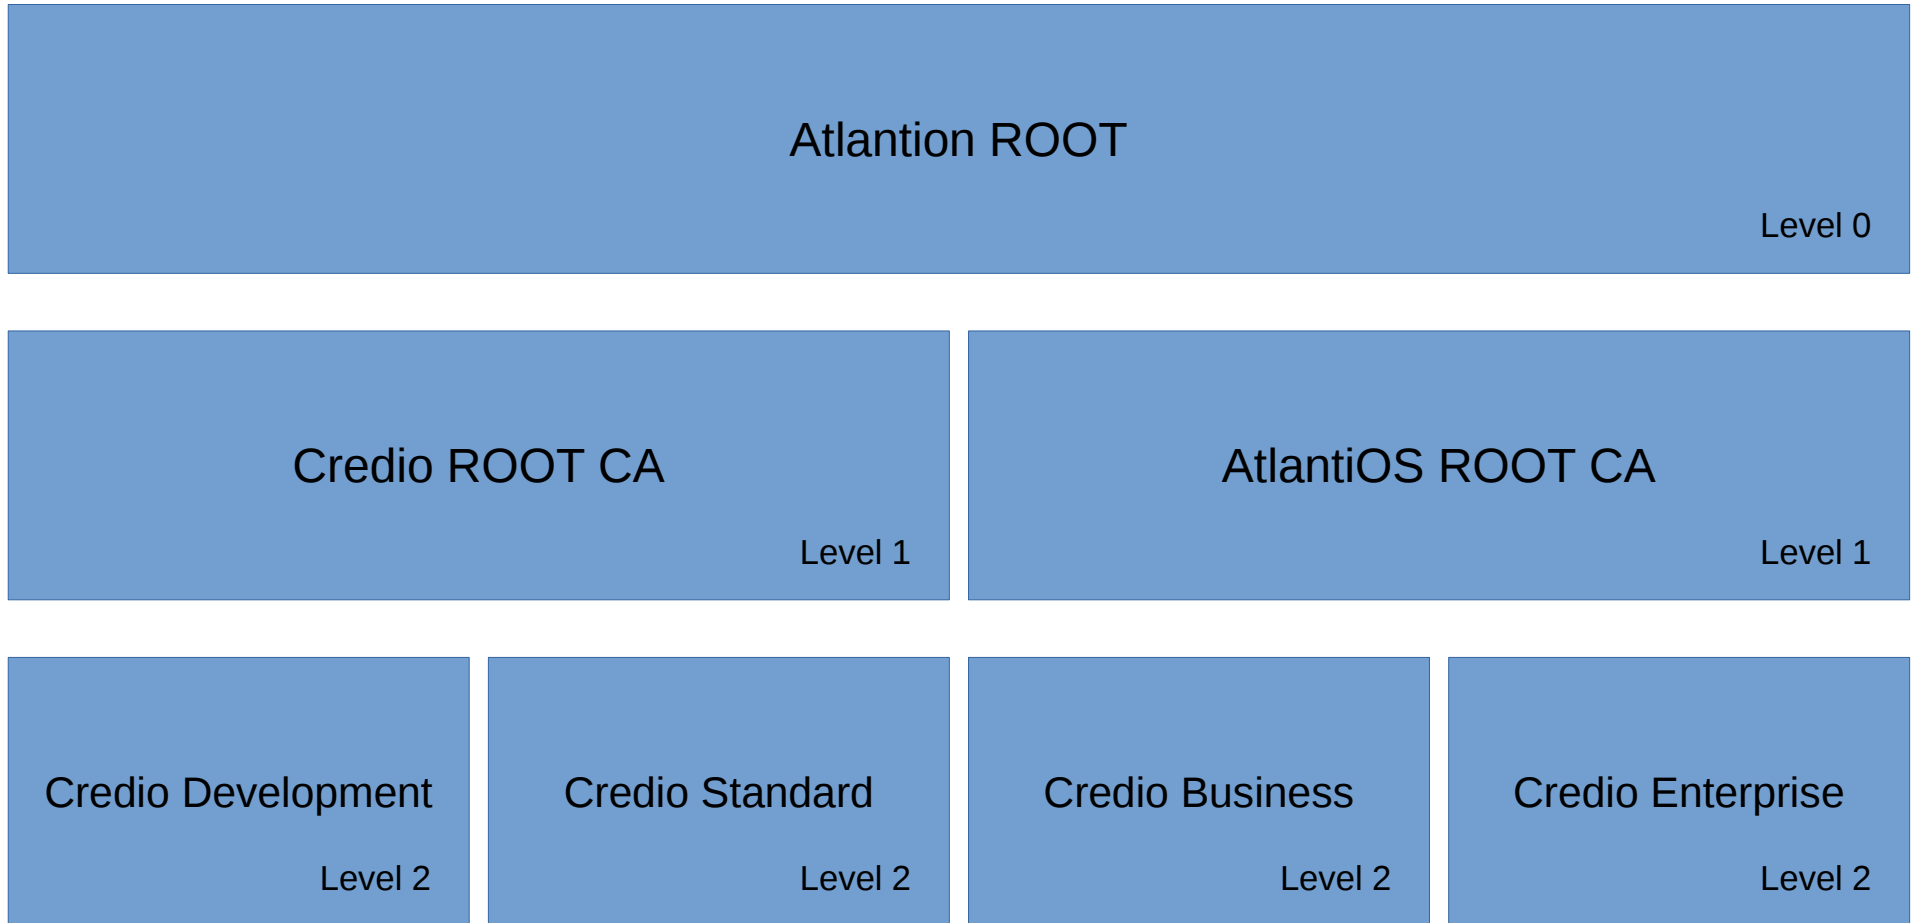 Atlantion ROOT
Level 0
Credio ROOT CA
Level 1
AtlantiOS ROOT CA
Level 1
Credio Development
Level 2
Credio Standard
Level 2
Credio Business
Level 2
Credio Enterprise
Level 2